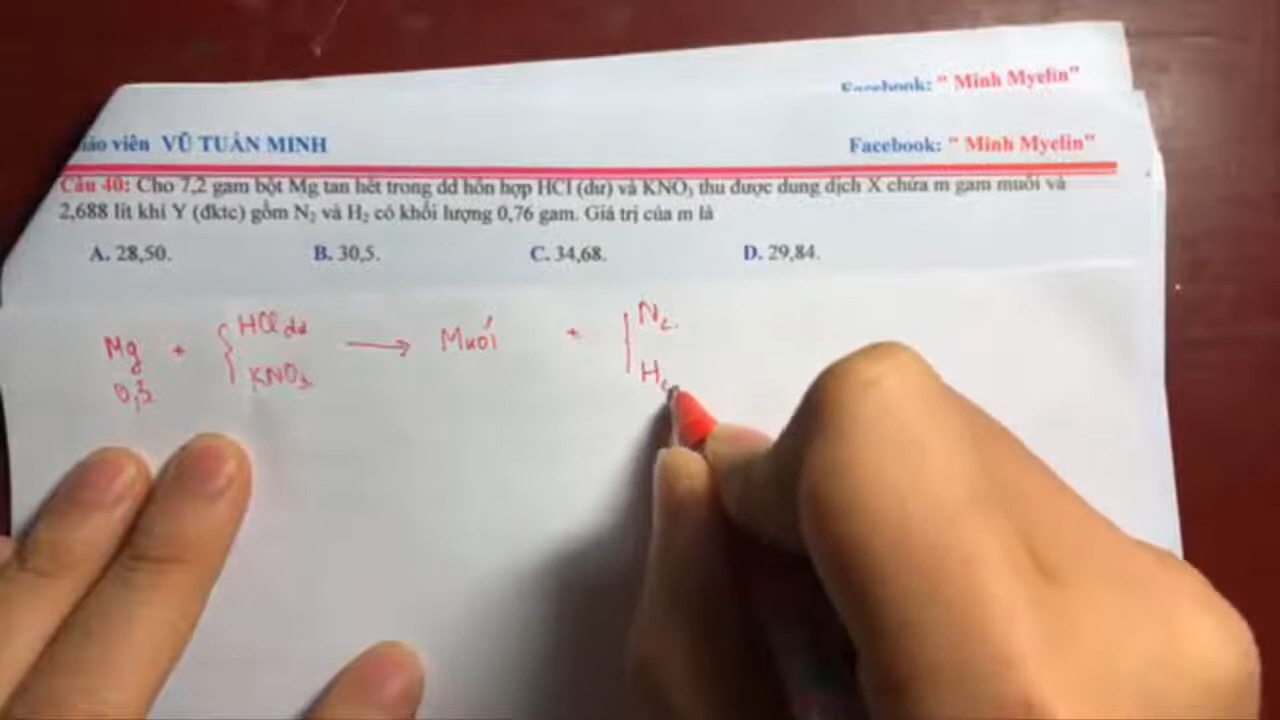 Facebook: " Minh Myelin"
iáo viên VŨ TUẤN MINH Facebook: " Minh Myelin"
Câu 40: Cho 7,2 gam bột Mg tan hết trong dd hỗn hợp HCl (dư) và KNO3 thu được dung dịch X chứa m gam muối và
2,688 lít khí Y (đktc) gồm N2 và H2 có khối lượng 0,76 gam. Giá trị của m là
A. 28,50. B. 30,5. C. 34,68. D. 29,84.
HCl dd N2
Mg + → Muối +
KNO3 H2
0,3